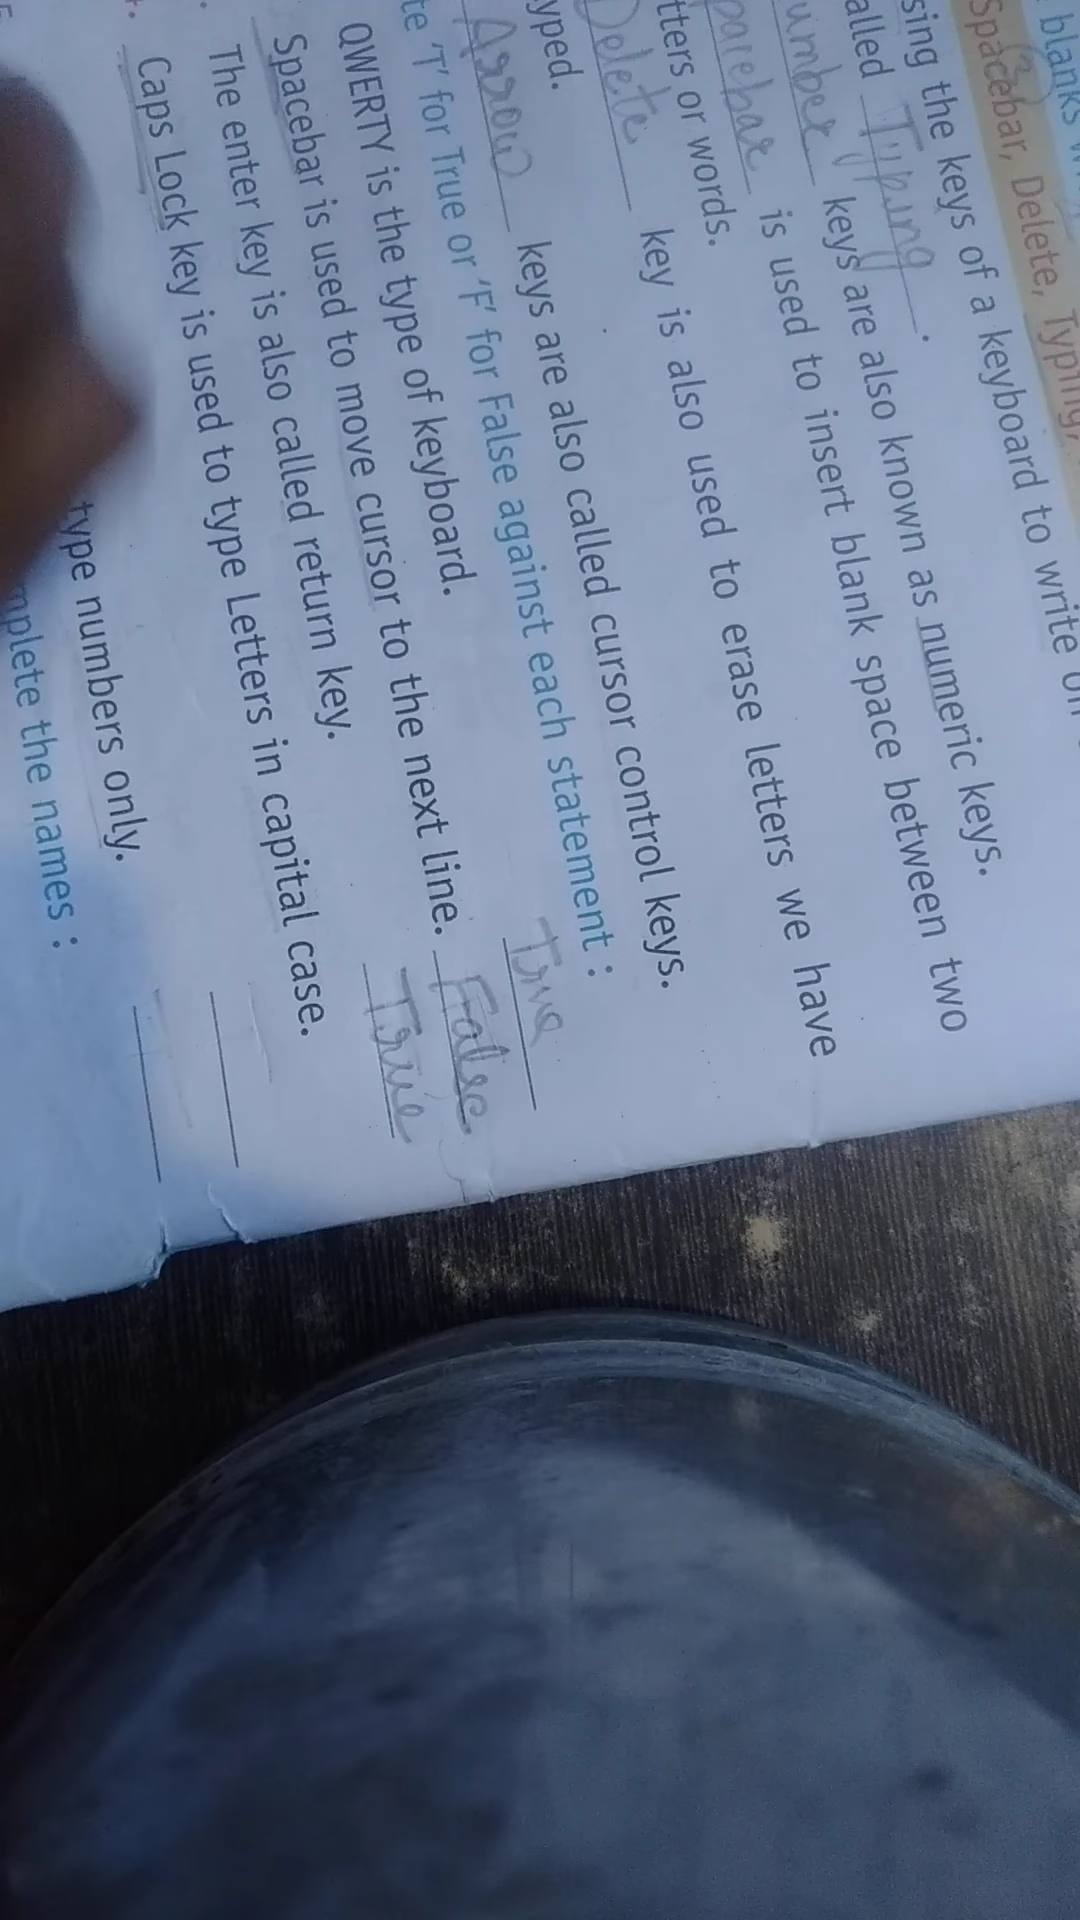 blanks
Spacebar, Delete, Typing,
sing the keys of a keyboard to write
alled Typing.
umber keys are also known as numeric keys.
pacebar is used to insert blank space between two
tters or words.
Delete key is also used to erase letters we have
yped.
Arrow keys are also called cursor control keys.
te 'T' for True or 'F' for False against each statement :
QWERTY is the type of keyboard. True
Spacebar is used to move cursor to the next line. False
The enter key is also called return key. True
Caps Lock key is used to type Letters in capital case.
type numbers only.
mplete the names :